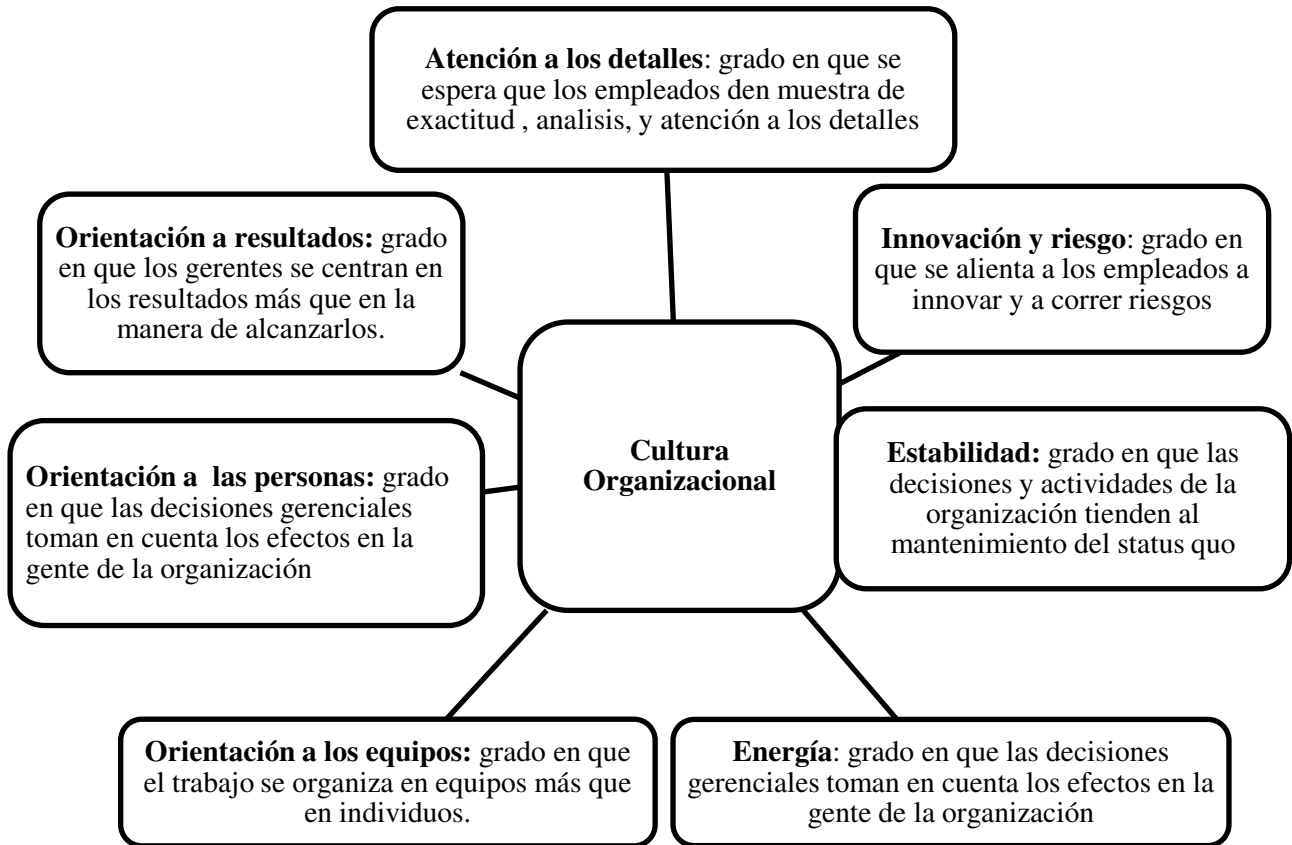 Atención a los detalles: grado en que se
espera que los empleados den muestra de
exactitud , analisis, y atención a los detalles
Orientación a resultados: grado
en que los gerentes se centran en
los resultados más que en la
manera de alcanzarlos.
Innovación y riesgo: grado en
que se alienta a los empleados a
innovar y a correr riesgos
Cultura
Organizacional
Orientación a  las personas: grado
en que las decisiones gerenciales
toman en cuenta los efectos en la
gente de la organización
Estabilidad: grado en que las
decisiones y actividades de la
organización tienden al
mantenimiento del status quo
Orientación a los equipos: grado en que
el trabajo se organiza en equipos más que
en individuos.
Energía: grado en que las decisiones
gerenciales toman en cuenta los efectos en la
gente de la organización